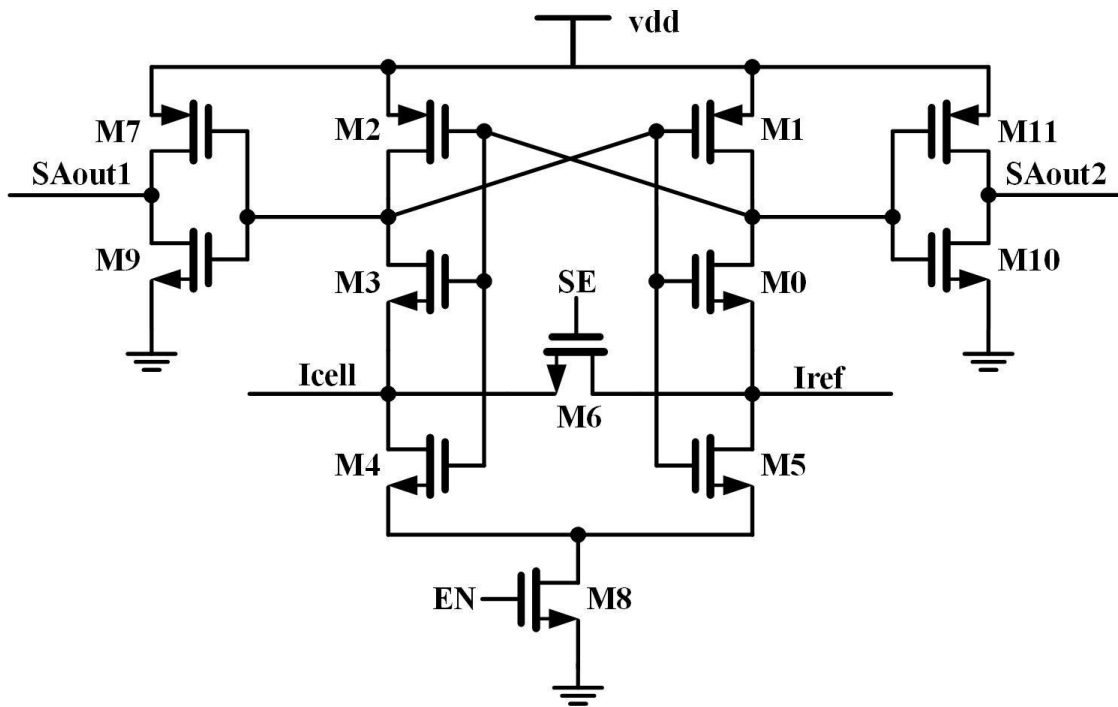 vdd
M7
M2
M1
M11
SAout1
SAout2
M9
M3
M0
M10
SE
Icell
Iref
M6
M4
M5
EN
M8